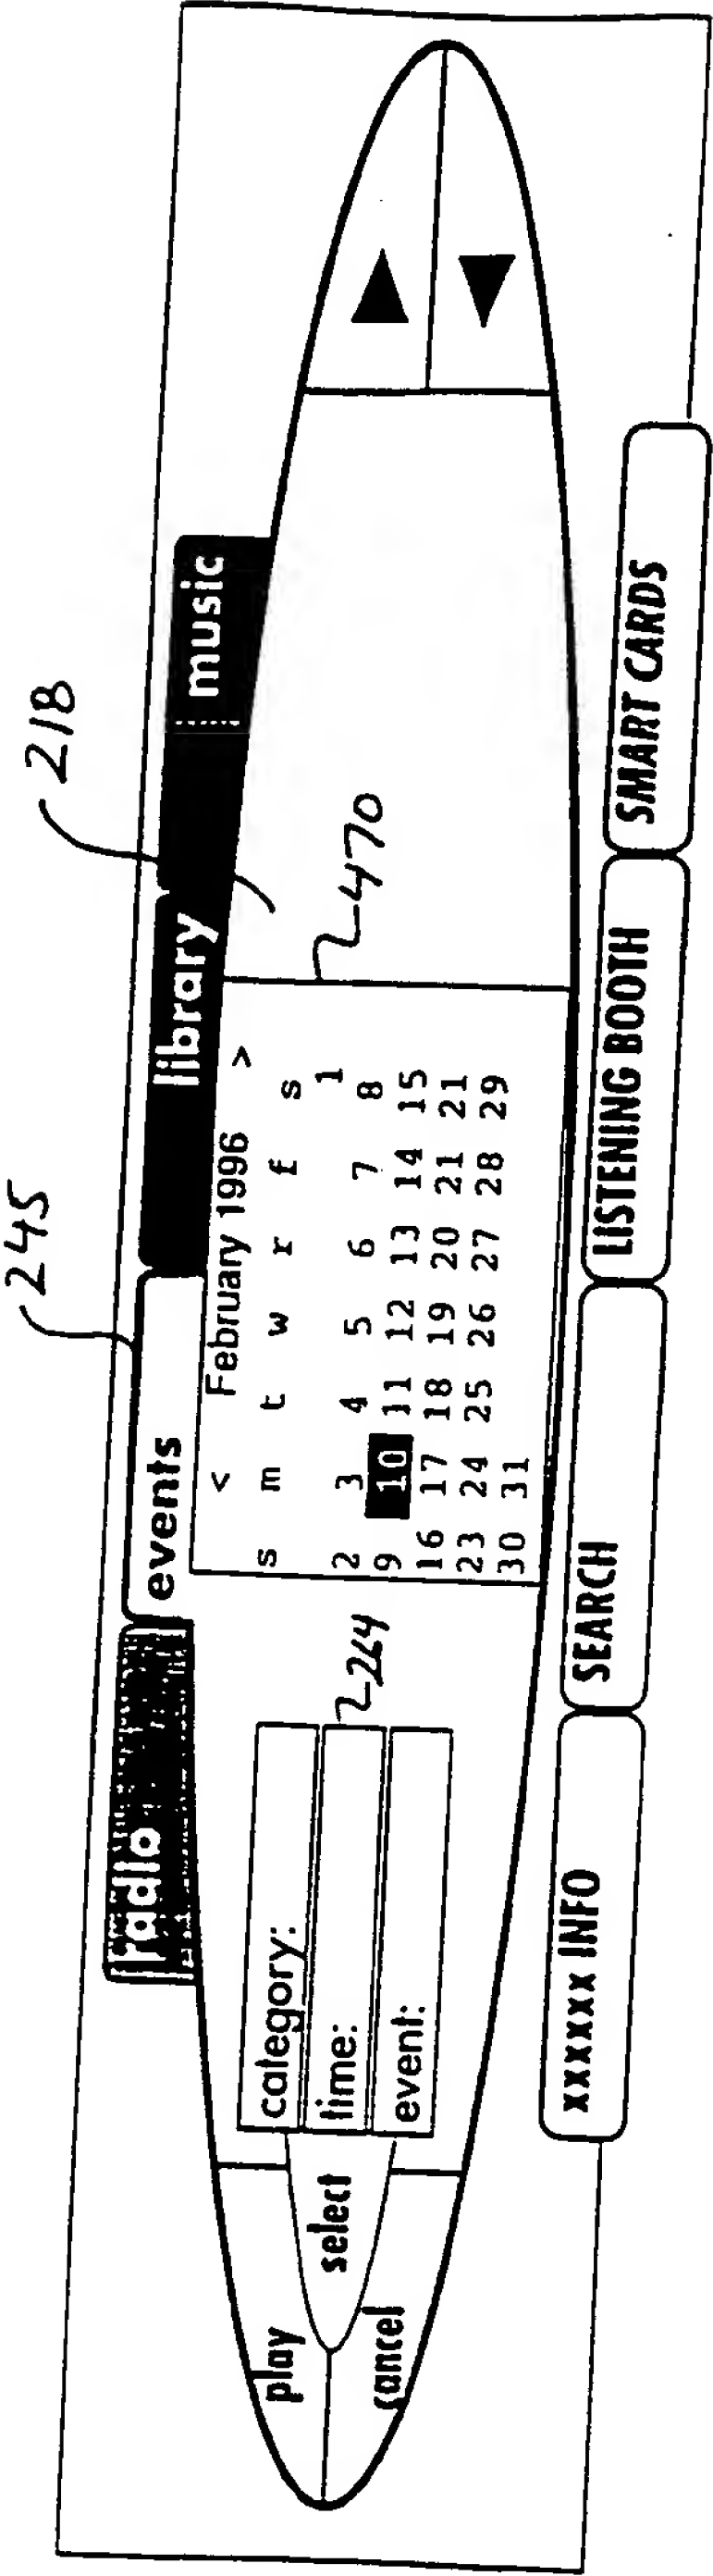 245
218
radio
events
library
music
< February 1996 >
s m t w r f s
1
2 3 4 5 6 7 8
9 10 11 12 13 14 15
16 17 18 19 20 21 21
23 24 25 26 27 28 29
30 31
470
264
play
select
cancel
category:
time:
event:
xxxxxx INFO
SEARCH
LISTENING BOOTH
SMART CARDS